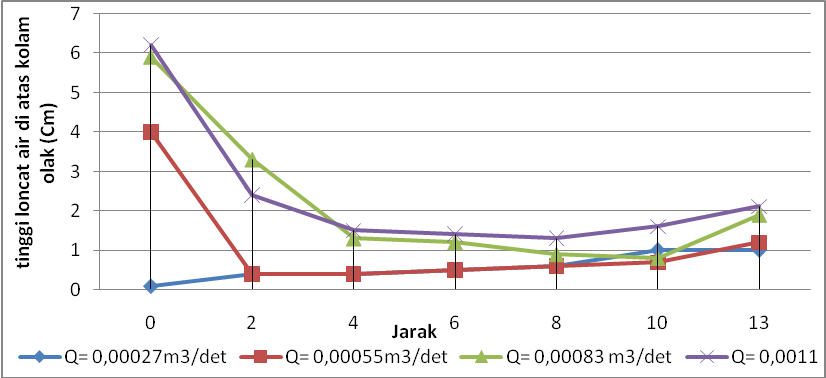 tinggi loncat air di atas kolam
olak (Cm)
7
6
5
4
3
2
1
0
0 2 4 6 8 10 13
Jarak
Q= 0,00027m3/det Q= 0,00055m3/det Q= 0,00083 m3/det Q= 0,0011